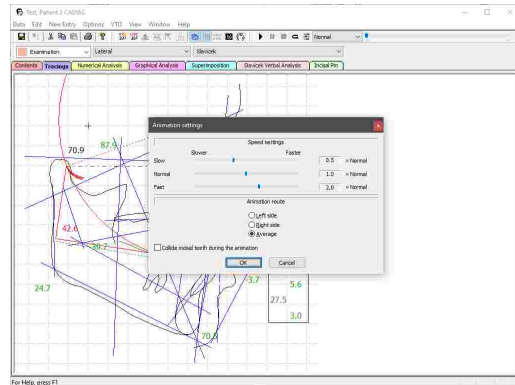 Test, Patient 3 CADIAS
Data Edit New Entry Options VTO View Window Help
Normal
Examination Lateral Slavicek
Contents Tracings Numerical Analysis Graphical Analysis Superimposition Slavicek Verbal Analysis Incisal Pin
Animation settings
Speed settings
Slower Faster
Slow 0.5 × Normal
Normal 1.0 × Normal
Fast 2.0 × Normal
Animation route
Left side
Right side
Average
Collide incisal tooth during the animation
OK Cancel
87.9
70.9
42.6
24.7
3.7
5.6
27.5
3.0
For Help, press F1